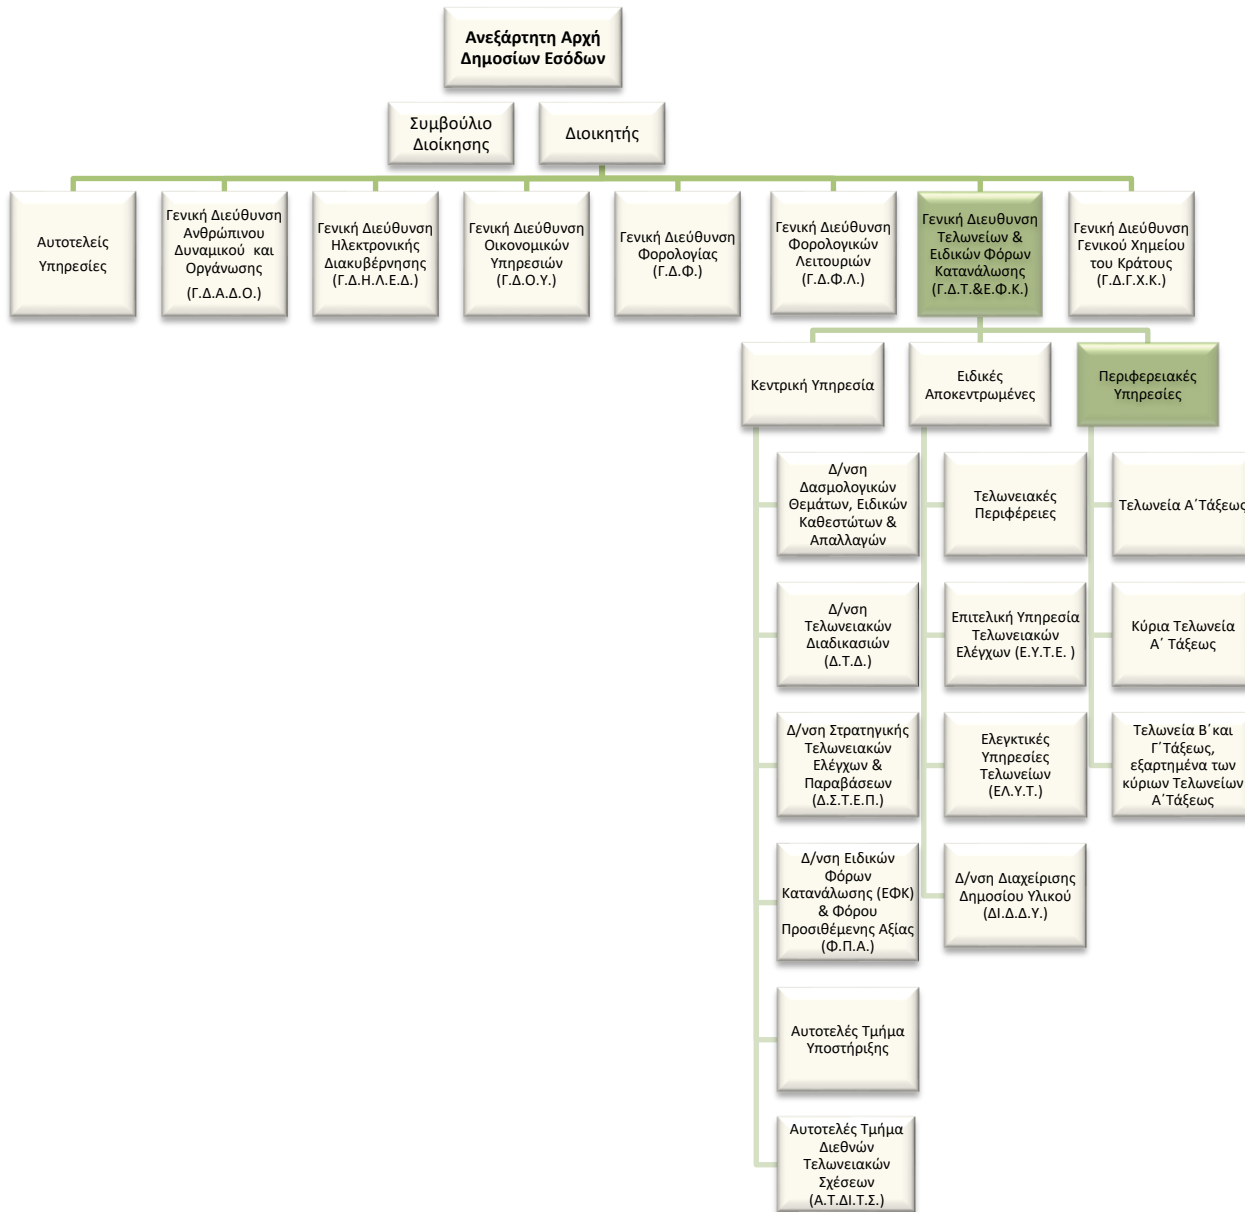 Ανεξάρτητη Αρχή
Δημοσίων Εσόδων
Συμβούλιο
Διοίκησης
Διοικητής
Αυτοτελείς
Υπηρεσίες
Γενική Διεύθυνση
Ανθρώπινου
Δυναμικού και
Οργάνωσης
(Γ.Δ.Α.Δ.Ο.)
Γενική Διεύθυνση
Ηλεκτρονικής
Διακυβέρνησης
(Γ.Δ.Η.Λ.Ε.Δ.)
Γενική Διεύθυνση
Οικονομικών
Υπηρεσιών
(Γ.Δ.Ο.Υ.)
Γενική Διεύθυνση
Φορολογίας
(Γ.Δ.Φ.)
Γενική Διεύθυνση
Φορολογικών
Λειτουριών
(Γ.Δ.Φ.Λ.)
Γενική Διευθυνση
Τελωνείων &
Ειδικών Φόρων
Κατανάλωσης
(Γ.Δ.Τ.&Ε.Φ.Κ.)
Γενική Διεύθυνση
Γενικού Χημείου
του Κράτους
(Γ.Δ.Γ.Χ.Κ.)
Κεντρική Υπηρεσία
Ειδικές
Αποκεντρωμένες
Περιφερειακές
Υπηρεσίες
Δ/νση
Δασμολογικών
Θεμάτων, Ειδικών
Καθεστώτων &
Απαλλαγών
Τελωνειακές
Περιφέρειες
Τελωνεία Α΄Τάξεως
Δ/νση
Τελωνειακών
Διαδικασιών
(Δ.Τ.Δ.)
Επιτελική Υπηρεσία
Τελωνειακών
Ελέγχων (Ε.Υ.Τ.Ε. )
Κύρια Τελωνεία
Α΄ Τάξεως
Δ/νση Στρατηγικής
Τελωνειακών
Ελέγχων &
Παραβάσεων
(Δ.Σ.Τ.Ε.Π.)
Ελεγκτικές
Υπηρεσίες
Τελωνείων
(ΕΛ.Υ.Τ.)
Τελωνεία Β΄και
Γ΄Τάξεως,
εξαρτημένα των
κύριων Τελωνείων
Α΄Τάξεως
Δ/νση Ειδικών
Φόρων
Κατανάλωσης (ΕΦΚ)
& Φόρου
Προσιθέμενης Αξίας
(Φ.Π.Α.)
Δ/νση Διαχείρισης
Δημοσίου Υλικού
(ΔΙ.Δ.Δ.Υ.)
Αυτοτελές Τμήμα
Υποστήριξης
Αυτοτελές Τμήμα
Διεθνών
Τελωνειακών
Σχέσεων
(Α.Τ.ΔΙ.Τ.Σ.)